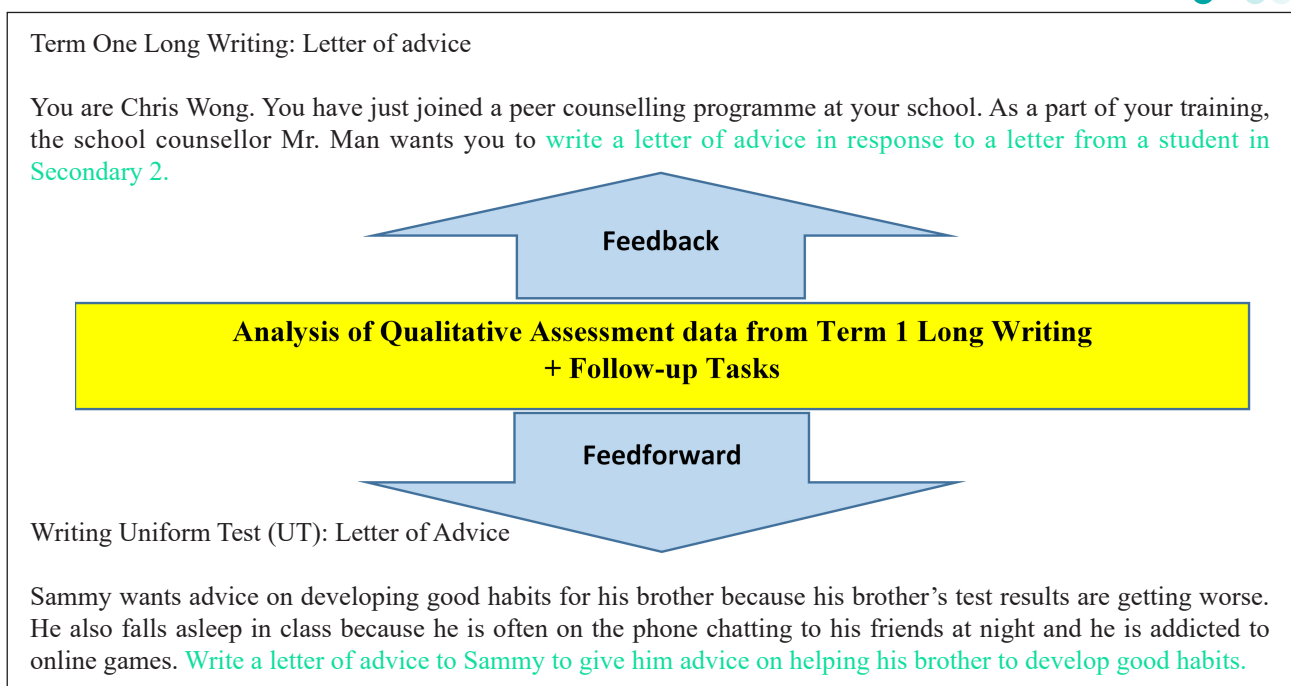 Term One Long Writing: Letter of advice
You are Chris Wong. You have just joined a peer counselling programme at your school. As a part of your training,
the school counsellor Mr. Man wants you to write a letter of advice in response to a letter from a student in
Secondary 2.
Feedback
Analysis of Qualitative Assessment data from Term 1 Long Writing
+ Follow-up Tasks
Feedforward
Writing Uniform Test (UT): Letter of Advice
Sammy wants advice on developing good habits for his brother because his brother’s test results are getting worse.
He also falls asleep in class because he is often on the phone chatting to his friends at night and he is addicted to
online games. Write a letter of advice to Sammy to give him advice on helping his brother to develop good habits.